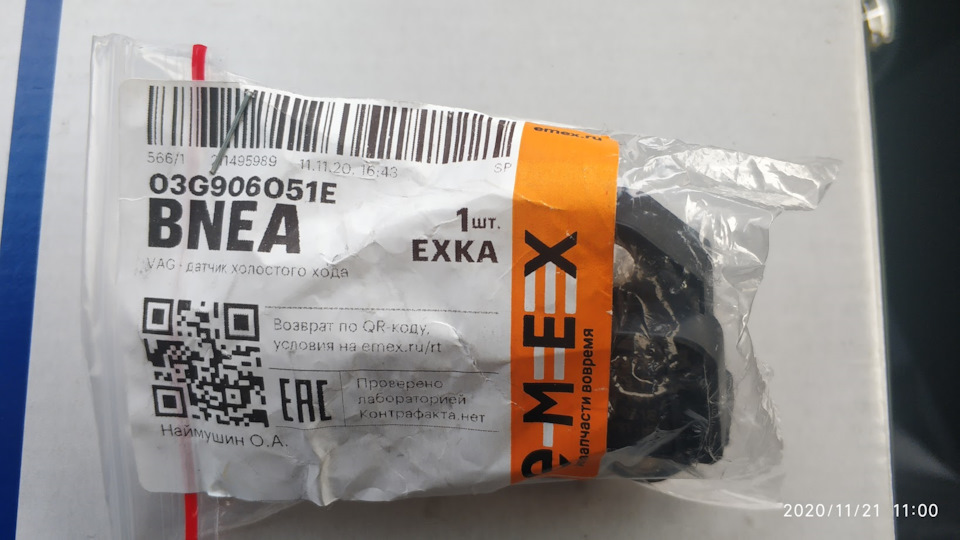 566/1
11.11.20, 16:43
SP
03G906051E
BNEA
1шт.
EXKA
VAG · датчик холостого хода
Возврат по QR-коду,
условия на emex.ru/rt
EAC
Проверено
лабораторией
Контрафакта.нет
Наймушин О.А.
emex.ru
e-MEX
запчасти вовремя
2020/11/21 11:00